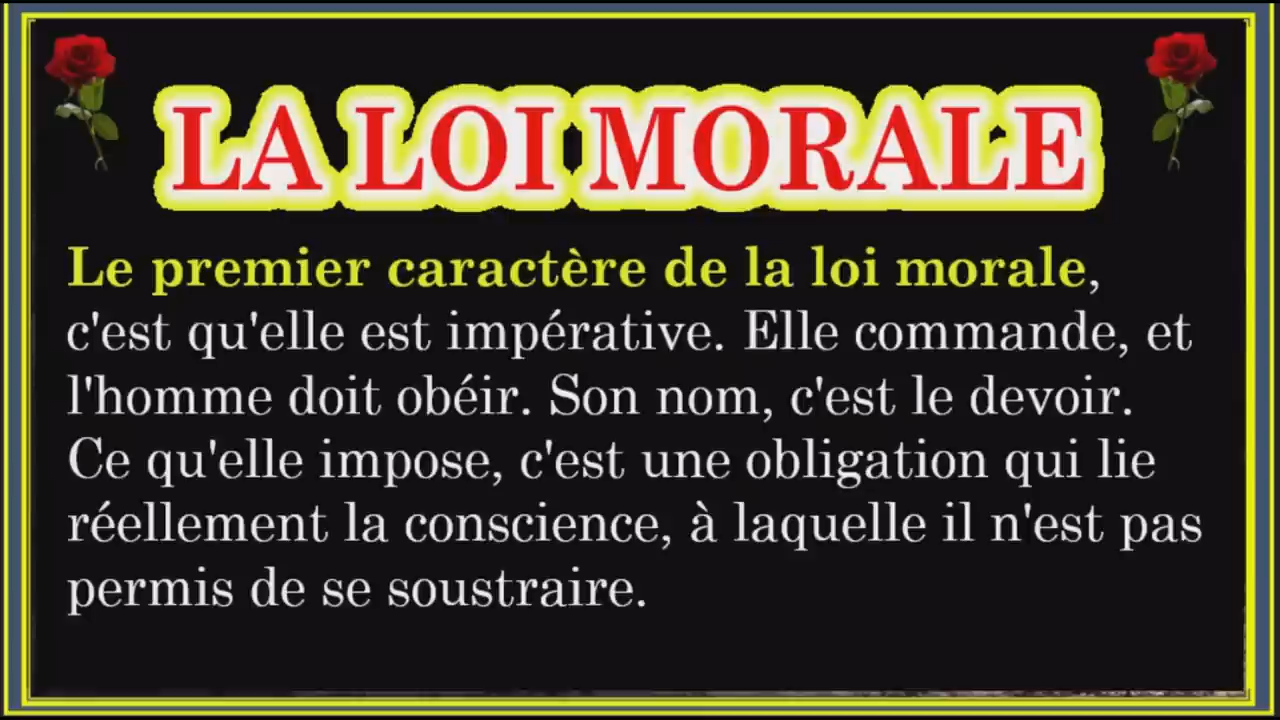 LA LOI MORALE
Le premier caractère de la loi morale,
c'est qu'elle est impérative. Elle commande, et
l'homme doit obéir. Son nom, c'est le devoir.
Ce qu'elle impose, c'est une obligation qui lie
réellement la conscience, à laquelle il n'est pas
permis de se soustraire.